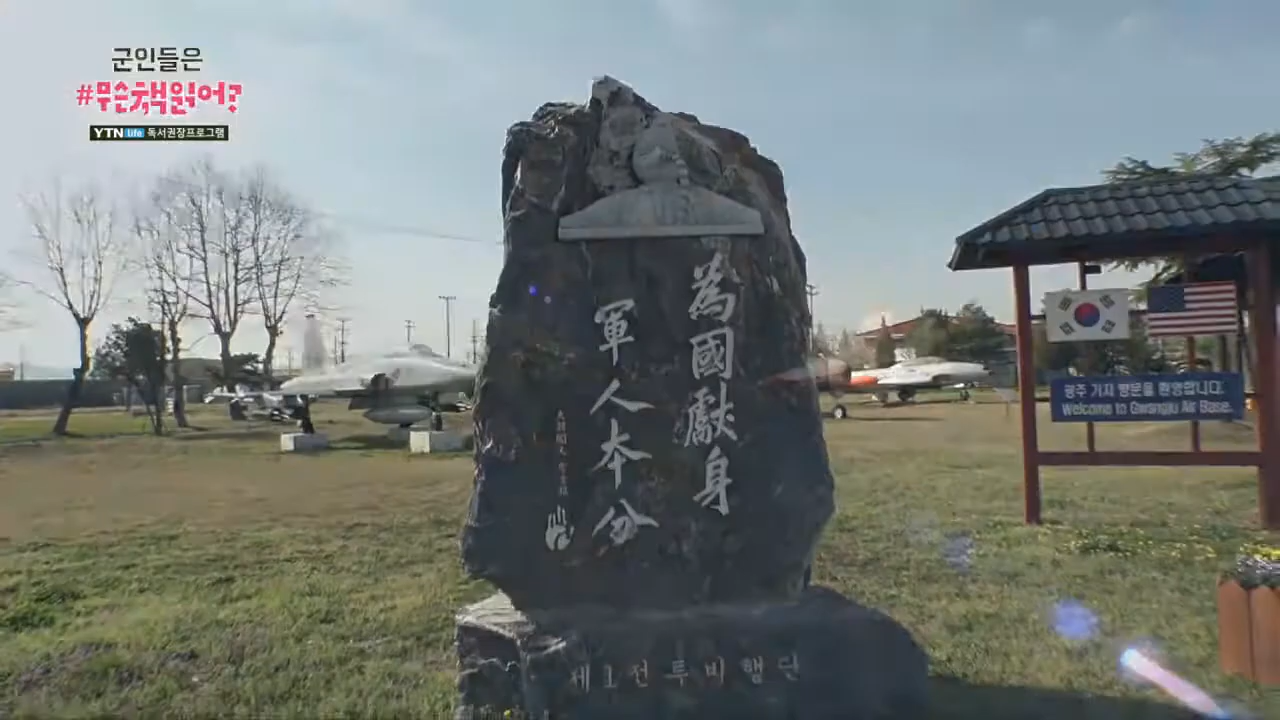 군인들은
#무슨책읽어?
YTN life 독서권장프로그램
為國獻身
軍人本分
광주 기지 방문을 환영합니다.
Welcome to Gwangju Air Base.
제1전투비행단